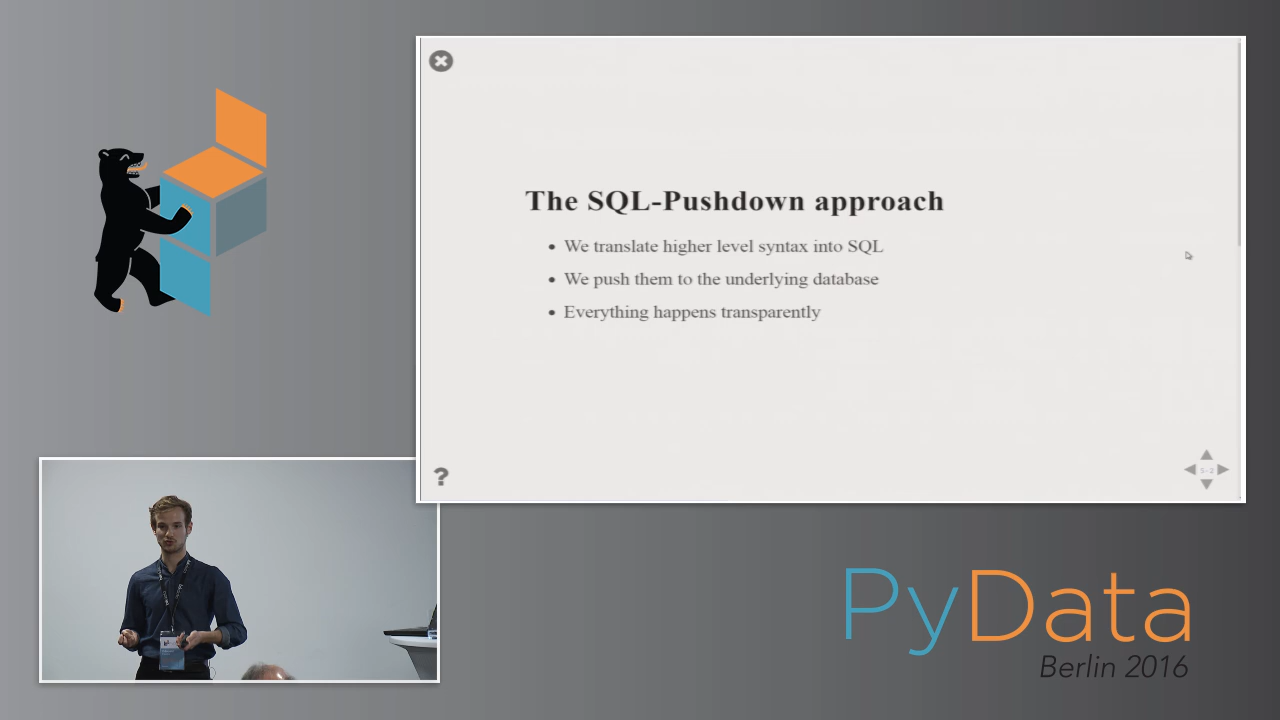 The SQL-Pushdown approach
• We translate higher level syntax into SQL
• We push them to the underlying database
• Everything happens transparently
?
PyData
Berlin 2016